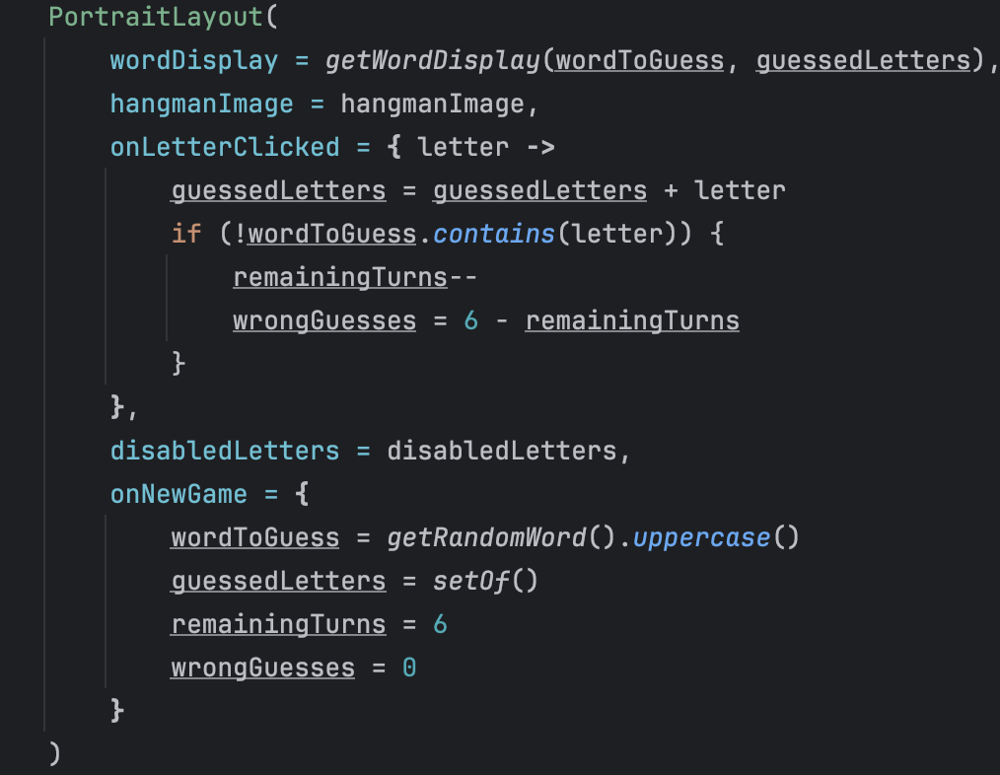 PortraitLayout(
    wordDisplay = getWordDisplay(wordToGuess, guessedLetters),
    hangmanImage = hangmanImage,
    onLetterClicked = { letter ->
        guessedLetters = guessedLetters + letter
        if (!wordToGuess.contains(letter)) {
            remainingTurns--
            wrongGuesses = 6 - remainingTurns
        }
    },
    disabledLetters = disabledLetters,
    onNewGame = {
        wordToGuess = getRandomWord().uppercase()
        guessedLetters = setOf()
        remainingTurns = 6
        wrongGuesses = 0
    }
)